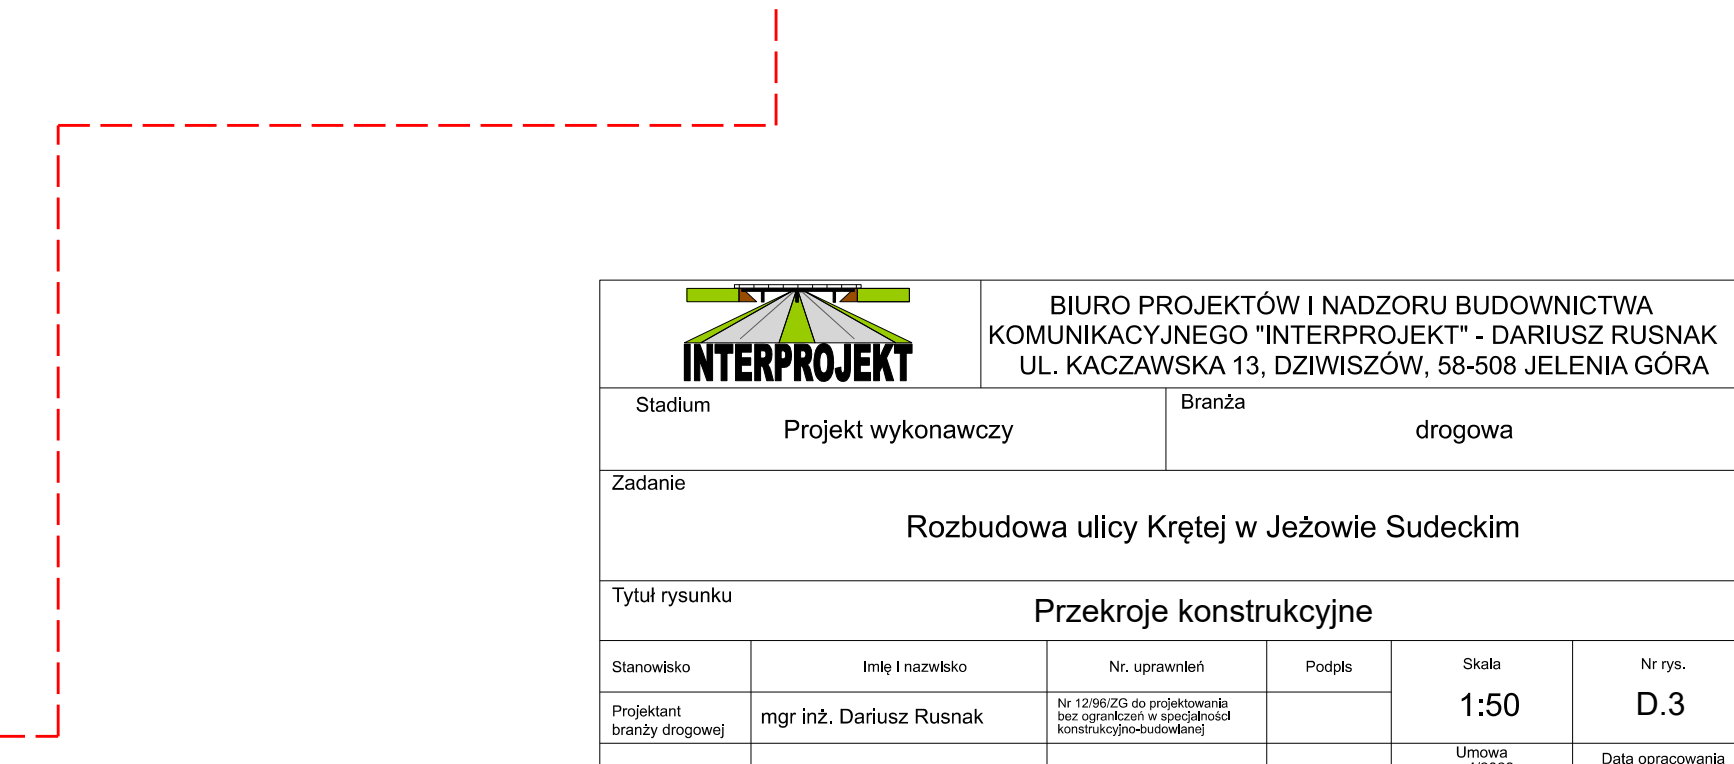 INTERPROJEKT
BIURO PROJEKTÓW I NADZORU BUDOWNICTWA
KOMUNIKACYJNEGO "INTERPROJEKT" - DARIUSZ RUSNAK
UL. KACZAWSKA 13, DZIWISZÓW, 58-508 JELENIA GÓRA
Stadium
Projekt wykonawczy
Branża
drogowa
Zadanie
Rozbudowa ulicy Krętej w Jeżowie Sudeckim
Tytuł rysunku
Przekroje konstrukcyjne
Stanowisko
Imię i nazwisko
Nr. uprawnień
Podpis
Skala
Nr rys.
Projektant
branży drogowej
mgr inż. Dariusz Rusnak
Nr 12/96/ZG do projektowania
bez ograniczeń w specjalności
konstrukcyjno-budowlanej
1:50
D.3
Umowa
Data opracowania